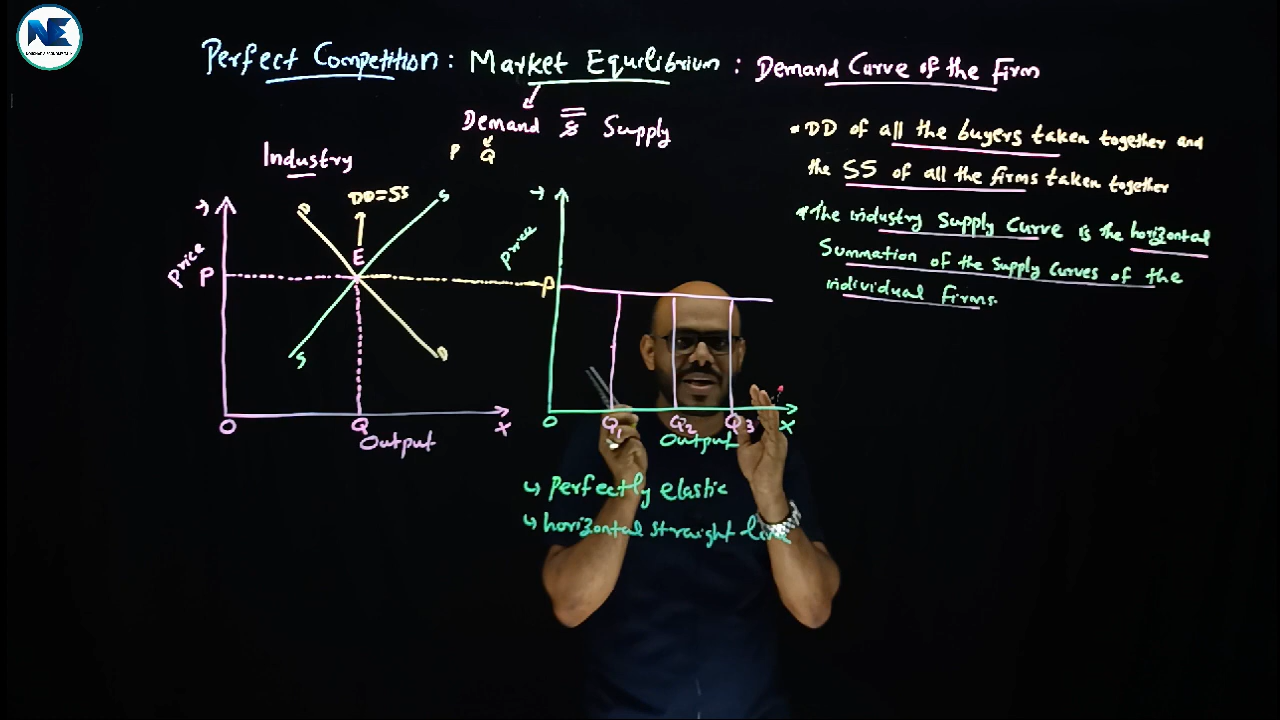 NE
Perfect Competition : Market Equilibrium : Demand Curve of the Firm
Demand = Supply
P Q
Industry
DD=SS
D
S
E
Price
P
S
D
O
Q
X
Output
Price
P
O
Q1
Q2
Q3
X
Output
↳ Perfectly elastic
↳ horizontal straight line
* DD of all the buyers taken together and
the SS of all the firms taken together
* The industry Supply Curve is the horizontal
Summation of the supply curves of the
individual firms.